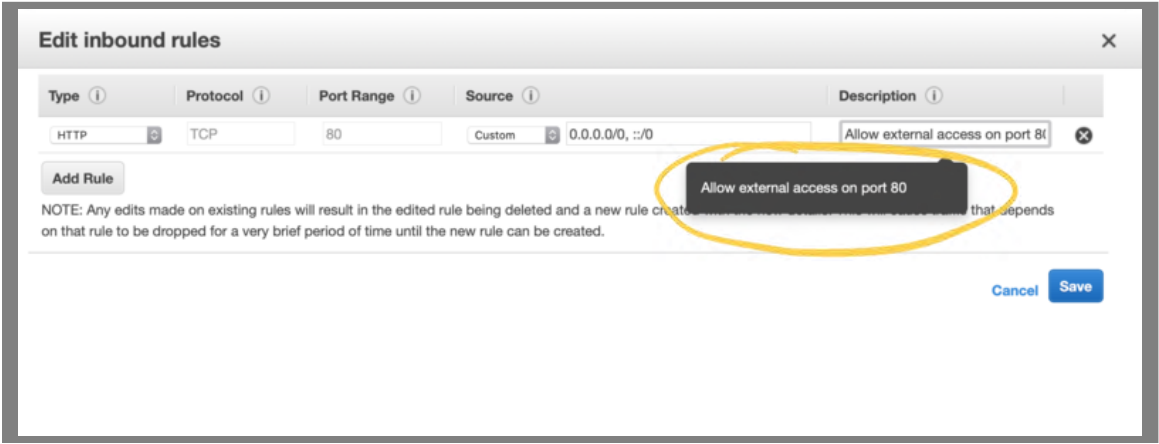 Edit inbound rules
Type Protocol Port Range Source Description
HTTP TCP 80 Custom 0.0.0.0/0, ::/0 Allow external access on port 8
Allow external access on port 80
Add Rule
NOTE: Any edits made on existing rules will result in the edited rule being deleted and a new rule created that depends
on that rule to be dropped for a very brief period of time until the new rule can be created.
Cancel Save